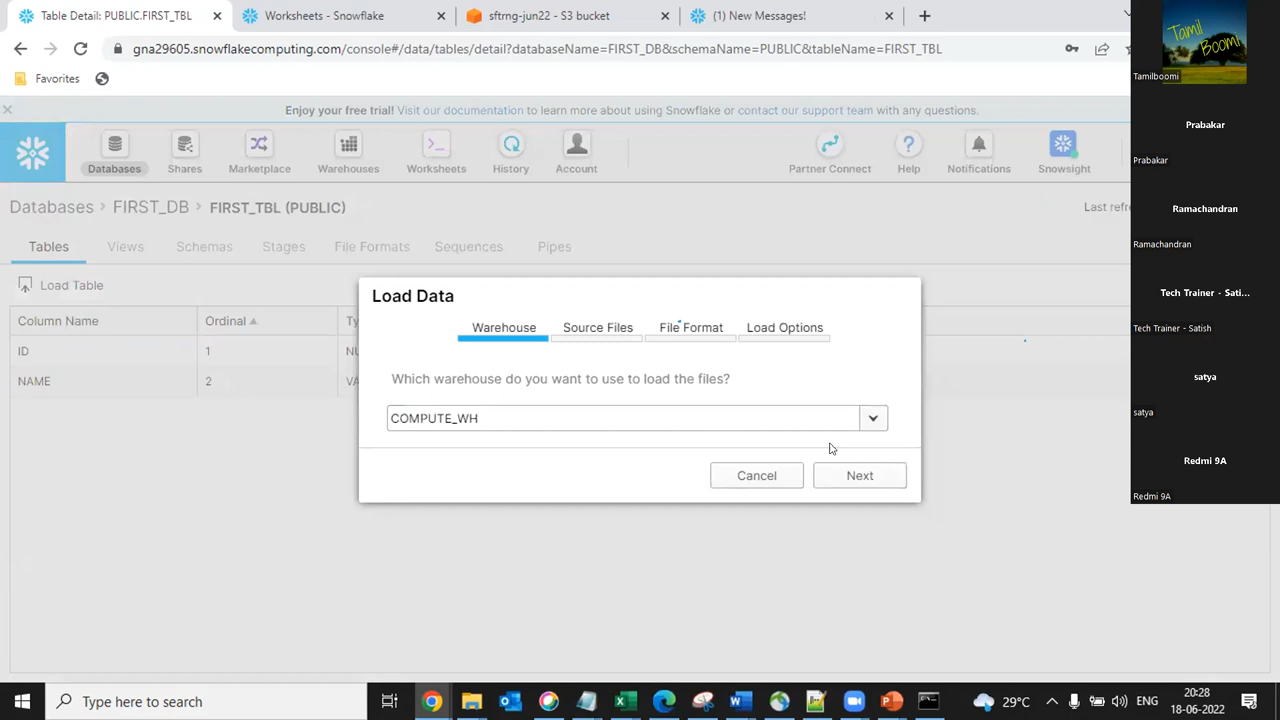 Table Detail: PUBLIC.FIRST_TBL
Worksheets - Snowflake
sftrng-jun22 - S3 bucket
(1) New Messages!
gna29605.snowflakecomputing.com/console#/data/tables/detail?databaseName=FIRST_DB&schemaName=PUBLIC&tableName=FIRST_TBL
Favorites
Enjoy your free trial! Visit our documentation to learn more about using Snowflake or contact our support team with any questions.
Databases
Shares
Marketplace
Warehouses
Worksheets
History
Account
Partner Connect
Help
Notifications
Snowsight
Databases > FIRST_DB > FIRST_TBL (PUBLIC)
Last refre
Tables
Views
Schemas
Stages
File Formats
Sequences
Pipes
Load Table
Column Name
Ordinal
Ty
ID
1
NU
NAME
2
VA
Load Data
Warehouse
Source Files
File Format
Load Options
Which warehouse do you want to use to load the files?
COMPUTE_WH
Cancel
Next
Tamil
Boomi
Tamilboomi
Prabakar
Prabakar
Ramachandran
Ramachandran
Tech Trainer - Sati...
Tech Trainer - Satish
satya
satya
Redmi 9A
Redmi 9A
Type here to search
29°C
ENG
20:28
18-06-2022